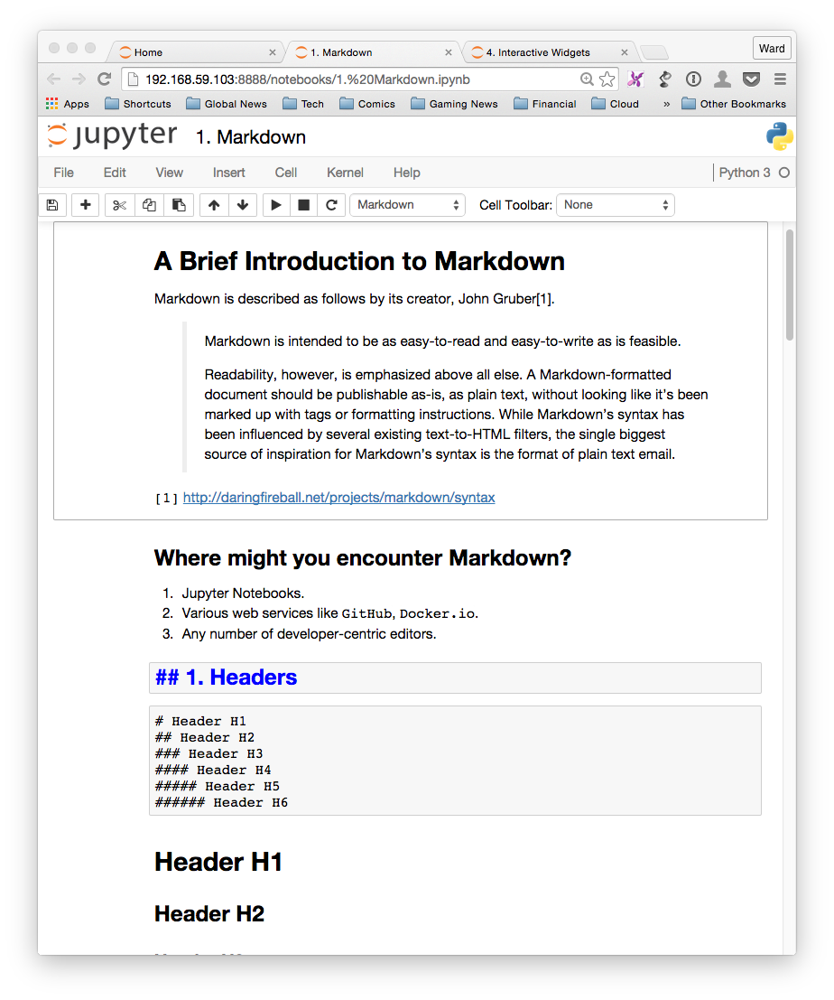 Home
1. Markdown
4. Interactive Widgets
Ward
192.168.59.103:8888/notebooks/1.%20Markdown.ipynb
Apps Shortcuts Global News Tech Comics Gaming News Financial Cloud » Other Bookmarks
jupyter 1. Markdown
File Edit View Insert Cell Kernel Help Python 3
Markdown Cell Toolbar: None
A Brief Introduction to Markdown
Markdown is described as follows by its creator, John Gruber[1].
Markdown is intended to be as easy-to-read and easy-to-write as is feasible.
Readability, however, is emphasized above all else. A Markdown-formatted
document should be publishable as-is, as plain text, without looking like it's been
marked up with tags or formatting instructions. While Markdown's syntax has
been influenced by several existing text-to-HTML filters, the single biggest
source of inspiration for Markdown's syntax is the format of plain text email.
[1] http://daringfireball.net/projects/markdown/syntax
Where might you encounter Markdown?
1. Jupyter Notebooks.
2. Various web services like GitHub, Docker.io.
3. Any number of developer-centric editors.
## 1. Headers
# Header H1
## Header H2
### Header H3
#### Header H4
##### Header H5
###### Header H6
Header H1
Header H2